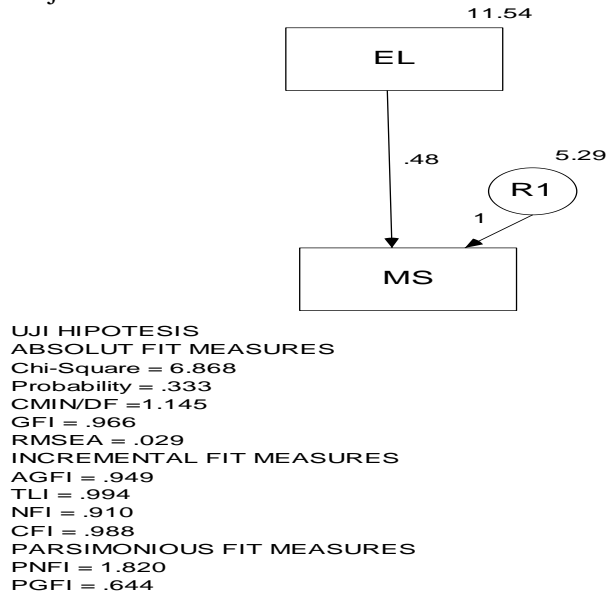 11.54
EL
.48
5.29
R1
1
MS
UJI HIPOTESIS
ABSOLUT FIT MEASURES
Chi-Square = 6.868
Probability = .333
CMIN/DF =1.145
GFI = .966
RMSEA = .029
INCREMENTAL FIT MEASURES
AGFI = .949
TLI = .994
NFI = .910
CFI = .988
PARSIMONIOUS FIT MEASURES
PNFI = 1.820
PGFI = .644